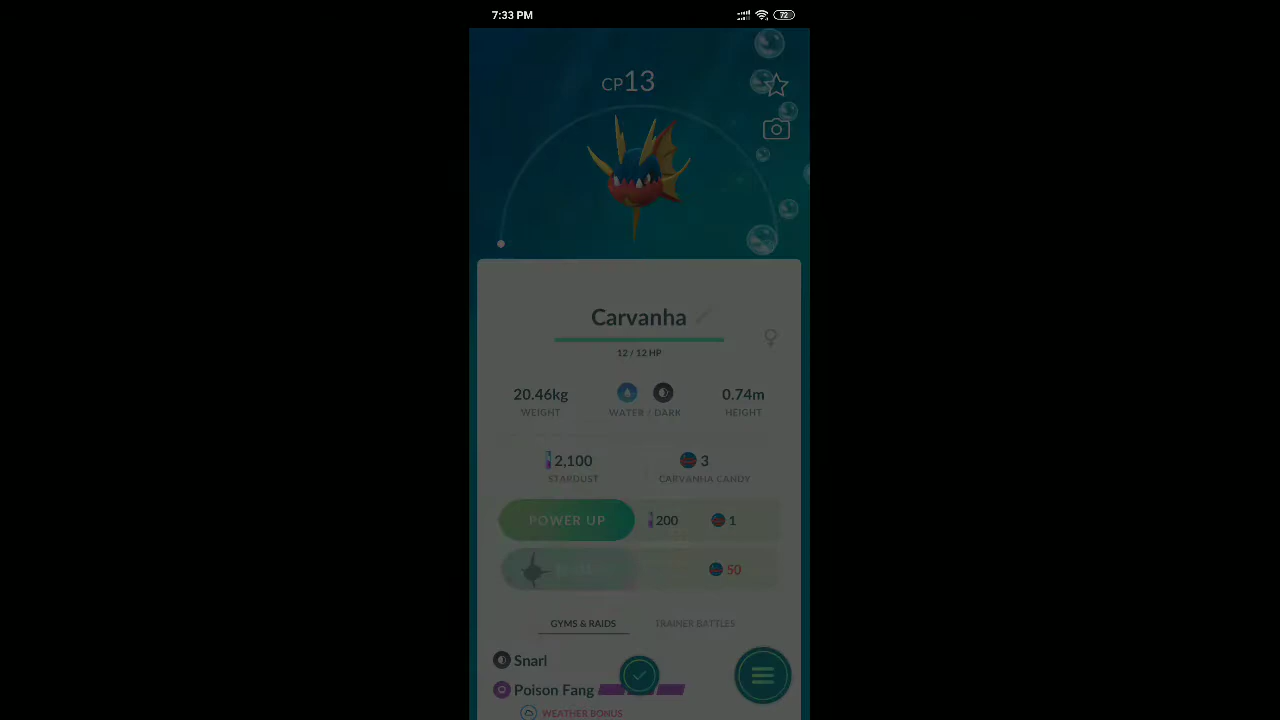 7:33 PM 72
CP13
Carvanha
12 / 12 HP
20.46kg 0.74m
WEIGHT WATER / DARK HEIGHT
2,100 3
STARDUST CARVANHA CANDY
POWER UP 200 1
50
GYMS & RAIDS TRAINER BATTLES
Snarl
Poison Fang
WEATHER BONUS